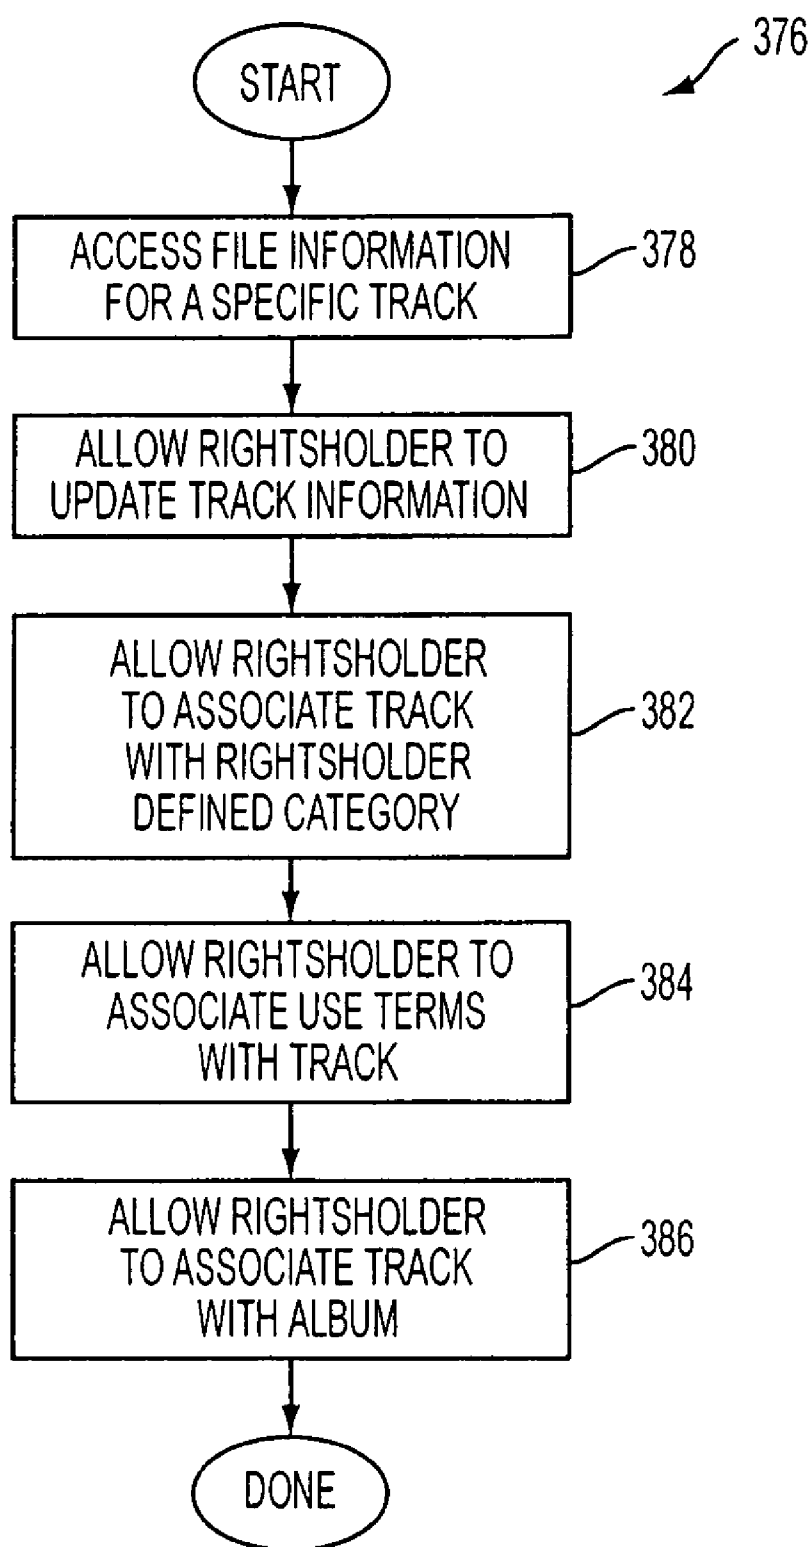 376
START
ACCESS FILE INFORMATION
FOR A SPECIFIC TRACK
378
ALLOW RIGHTSHOLDER TO
UPDATE TRACK INFORMATION
380
ALLOW RIGHTSHOLDER
TO ASSOCIATE TRACK
WITH RIGHTSHOLDER
DEFINED CATEGORY
382
ALLOW RIGHTSHOLDER TO
ASSOCIATE USE TERMS
WITH TRACK
384
ALLOW RIGHTSHOLDER
TO ASSOCIATE TRACK
WITH ALBUM
386
DONE